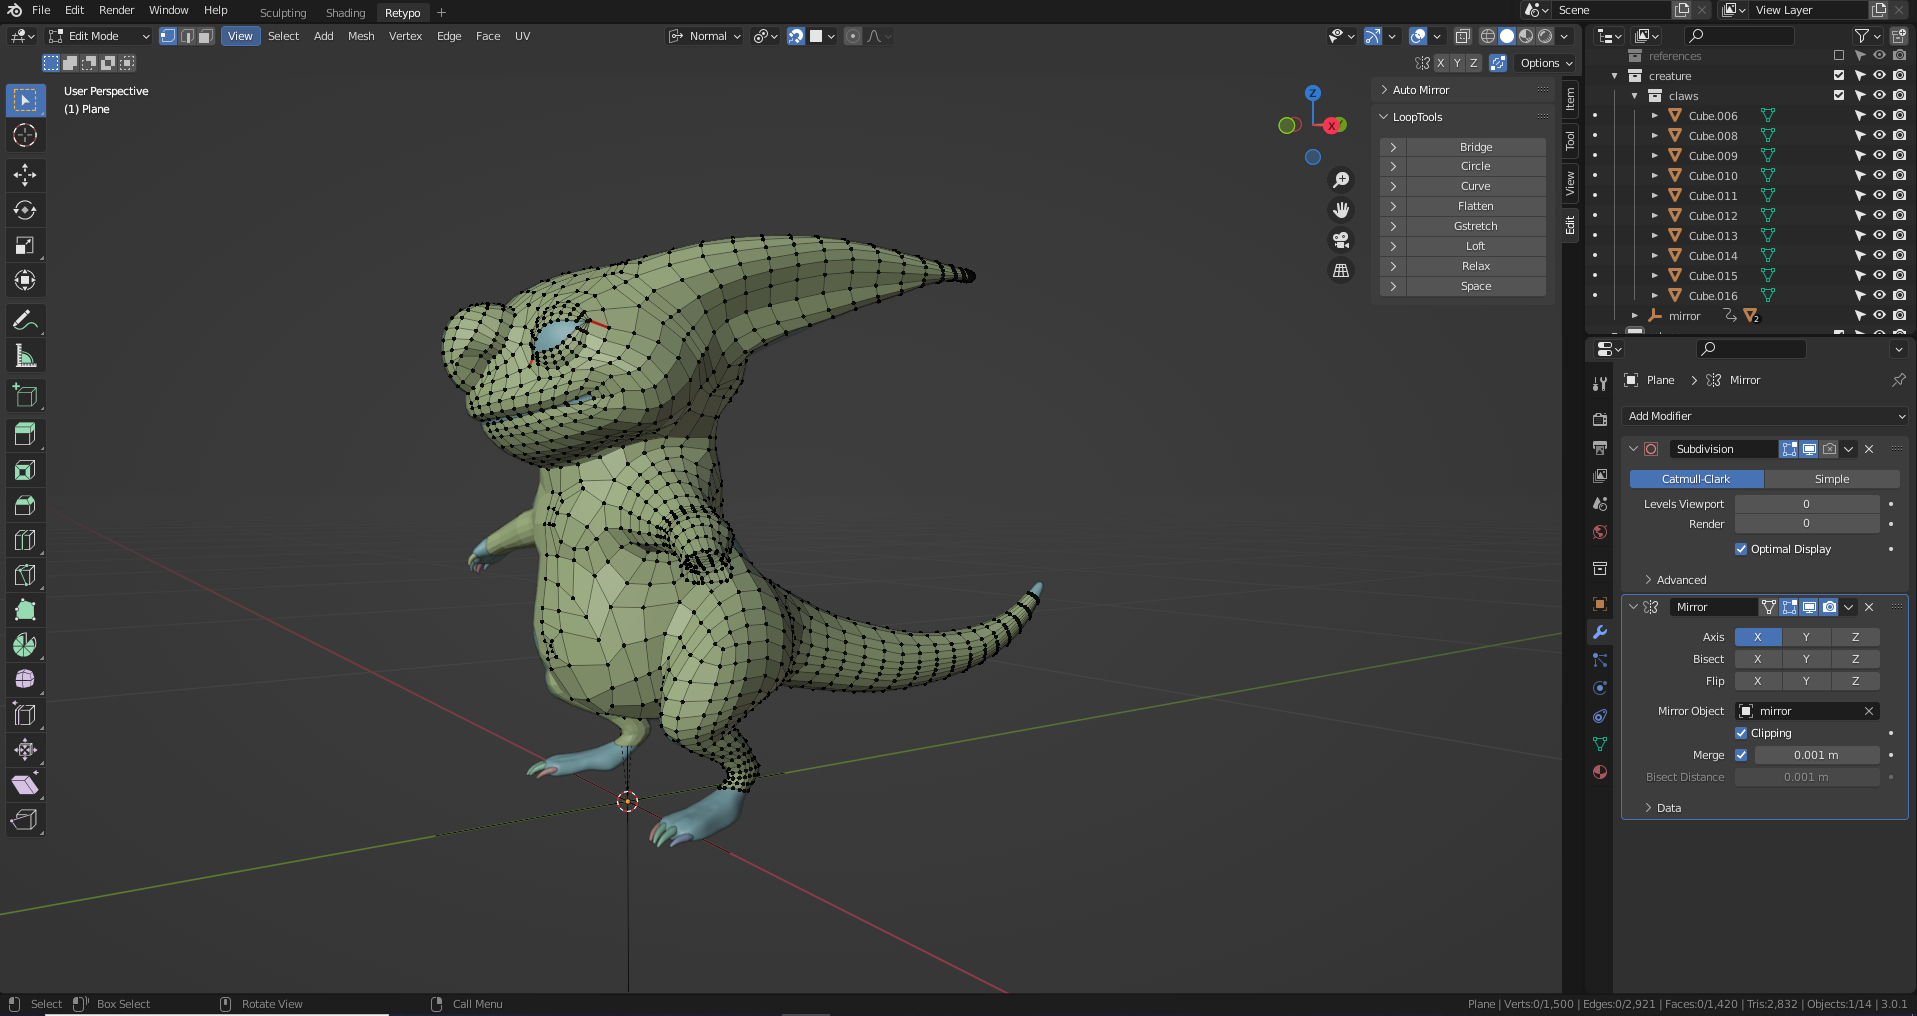 File Edit Render Window Help Sculpting Shading Retypo + Scene View Layer
Edit Mode View Select Add Mesh Vertex Edge Face UV Normal
X Y Z Options
User Perspective
(1) Plane
Z
X
Y
Auto Mirror
LoopTools
Bridge
Circle
Curve
Flatten
Gstretch
Loft
Relax
Space
Item
Tool
View
Edit
references
creature
claws
Cube.006
Cube.008
Cube.009
Cube.010
Cube.011
Cube.012
Cube.013
Cube.014
Cube.015
Cube.016
mirror 2
Plane > Mirror
Add Modifier
Subdivision
Catmull-Clark Simple
Levels Viewport 0
Render 0
Optimal Display
Advanced
Mirror
Axis X Y Z
Bisect X Y Z
Flip X Y Z
Mirror Object mirror
Clipping
Merge 0.001 m
Bisect Distance 0.001 m
Data
Select Box Select Rotate View Call Menu
Plane | Verts:0/1,500 | Edges:0/2,921 | Faces:0/1,420 | Tris:2,832 | Objects:1/14 | 3.0.1